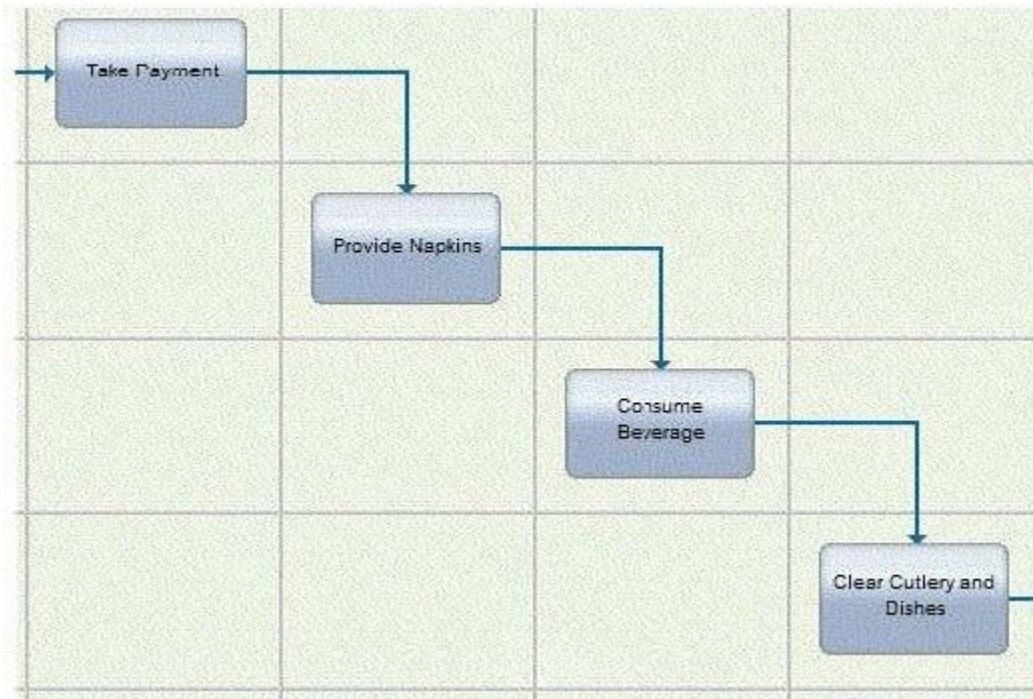 Take Payment
Provide Napkins
Consume
Beverage
Clear Cutlery and
Dishes